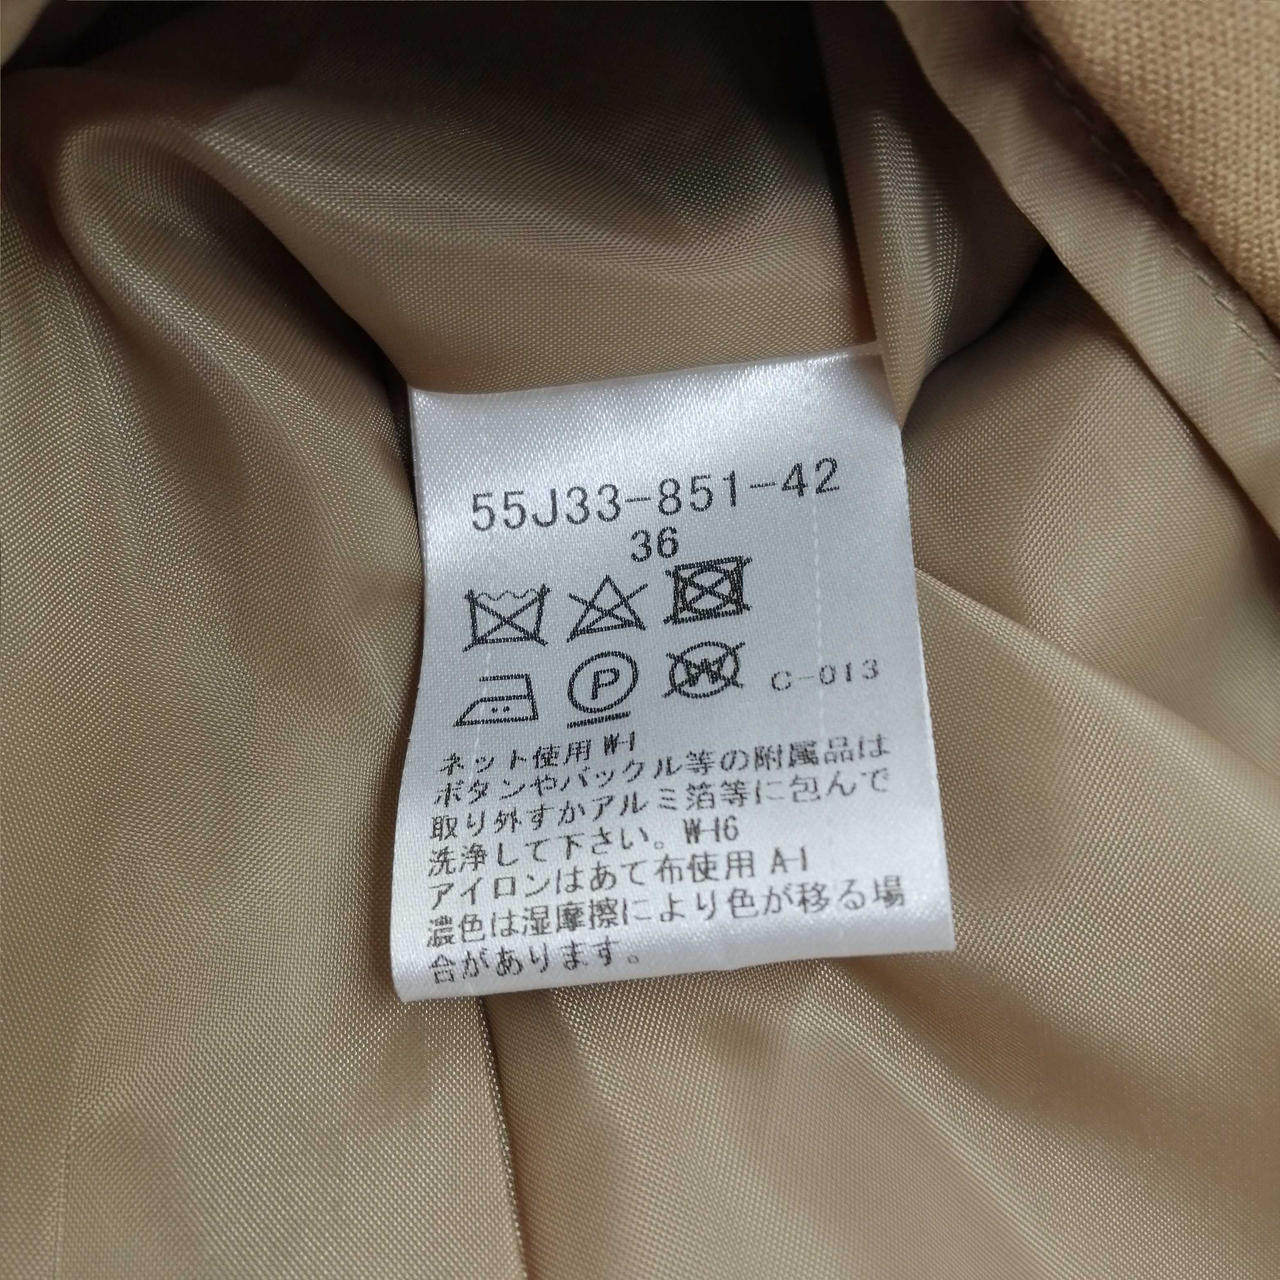 55J33-851-42
36
P
W
C-013
ネット使用 W-1
ボタンやバックル等の附属品は
取り外すかアルミ箔等に包んで
洗浄して下さい。W-16
アイロンはあて布使用 A-1
濃色は湿摩擦により色が移る場
合があります。